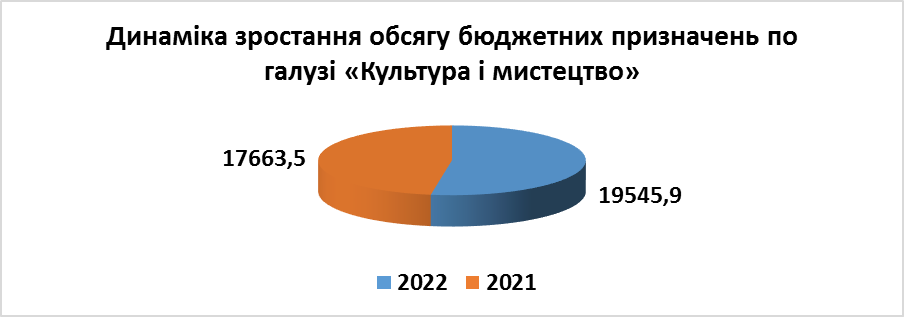 Динаміка зростання обсягу бюджетних призначень по
галузі «Культура і мистецтво»
17663,5
19545,9
2022 2021